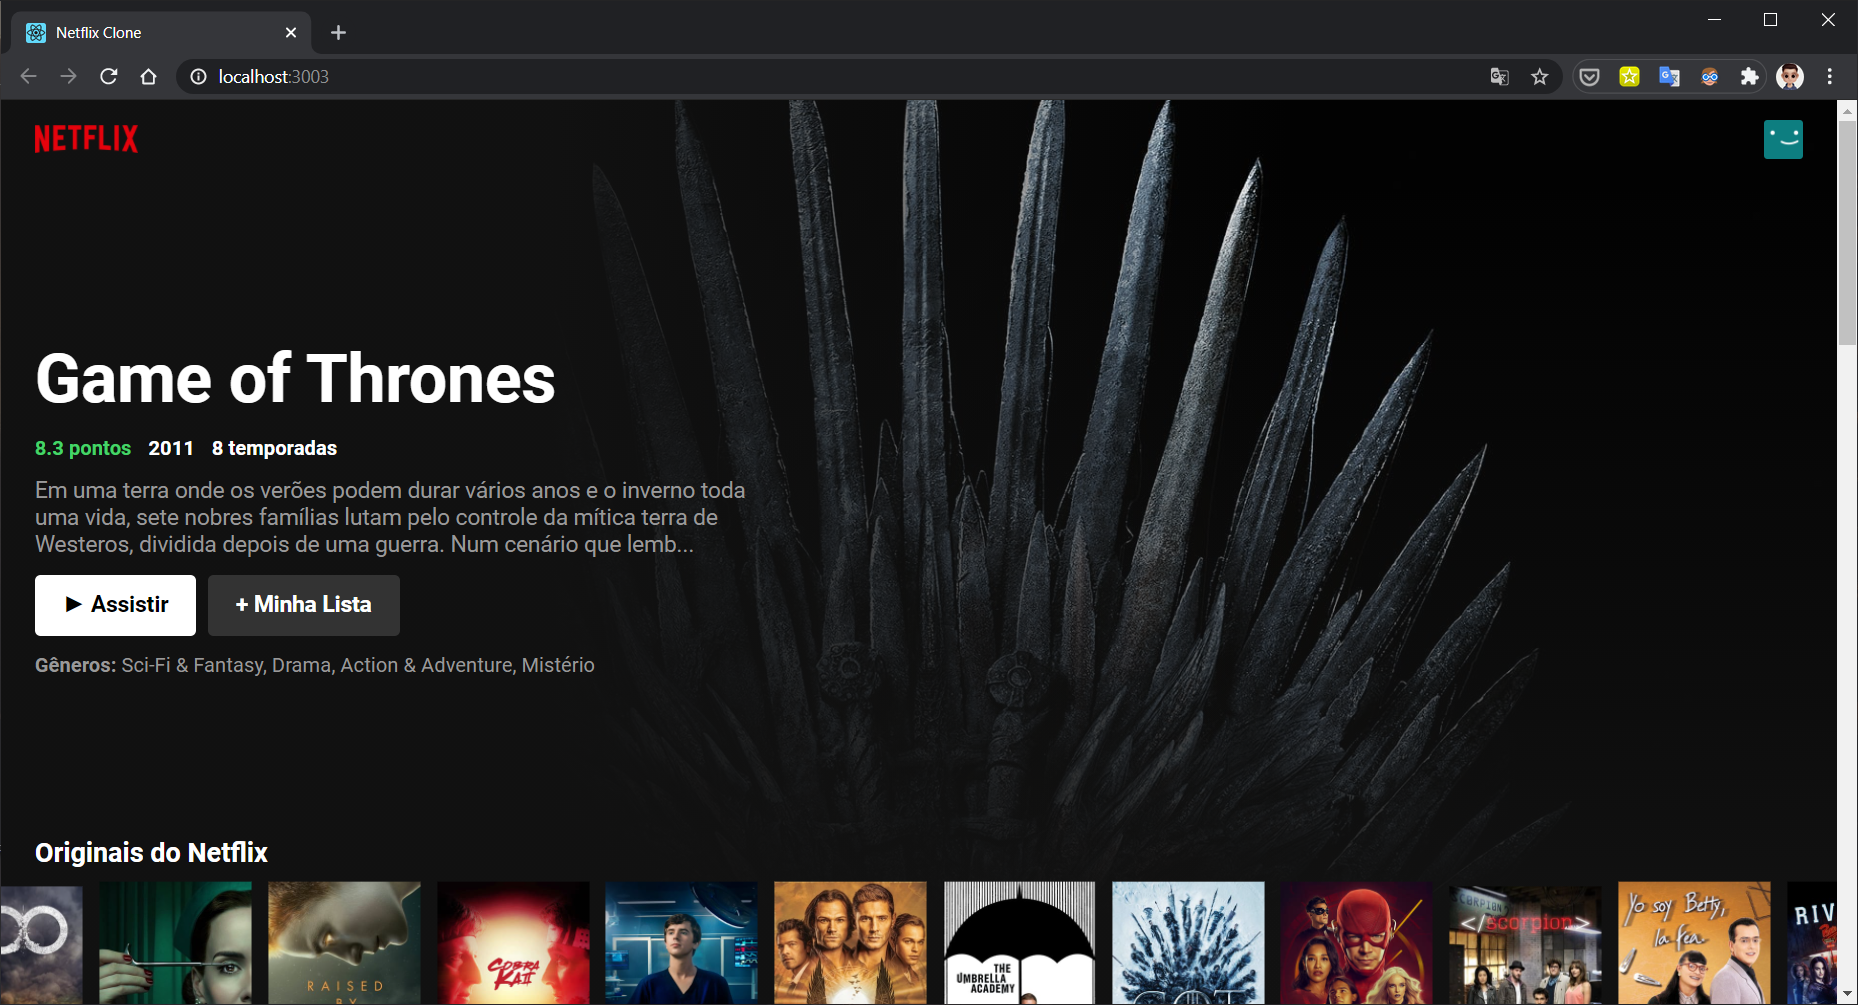 Netflix Clone
localhost:3003
NETFLIX
Game of Thrones
8.3 pontos 2011 8 temporadas
Em uma terra onde os verões podem durar vários anos e o inverno toda
uma vida, sete nobres famílias lutam pelo controle da mítica terra de
Westeros, dividida depois de uma guerra. Num cenário que lemb...
► Assistir
+ Minha Lista
Gêneros: Sci-Fi & Fantasy, Drama, Action & Adventure, Mistério
Originais do Netflix
RAISED
BY
COBRA
KAI
THE
UMBRELLA
ACADEMY
GOT
SCORPION
</scorpion>
Yo soy Betty,
la fea
RIV